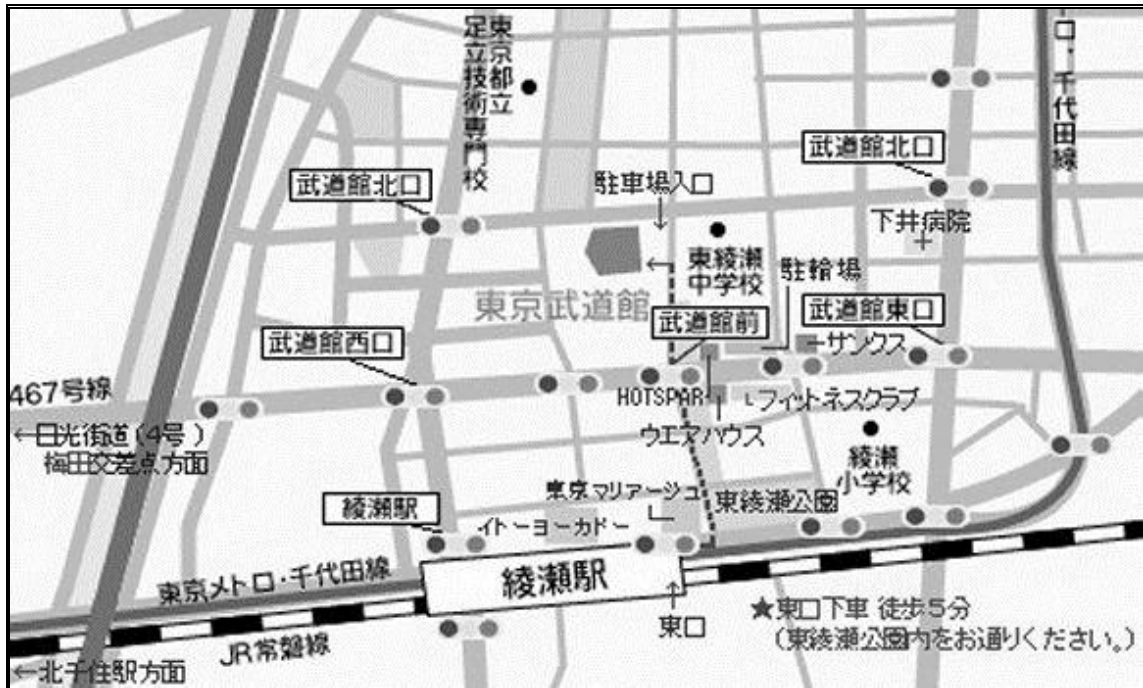 東京都立
足立技術専門校
メトロ・千代田線
武道館北口
武道館北口
駐車場入口
下井病院
東綾瀬
中学校
駐輪場
東京武道館
武道館前
武道館東口
武道館西口
サンクス
467号線
HOTSPAR
フィットネスクラブ
←日光街道(4号)
梅田交差点方面
ウエアハウス
綾瀬
小学校
東京マリアージュ
東綾瀬公園
綾瀬駅
イトーヨーカドー
東京メトロ・千代田線
綾瀬駅
東口
★東口下車 徒歩5分
(東綾瀬公園内をお通りください。)
JR常磐線
←北千住駅方面